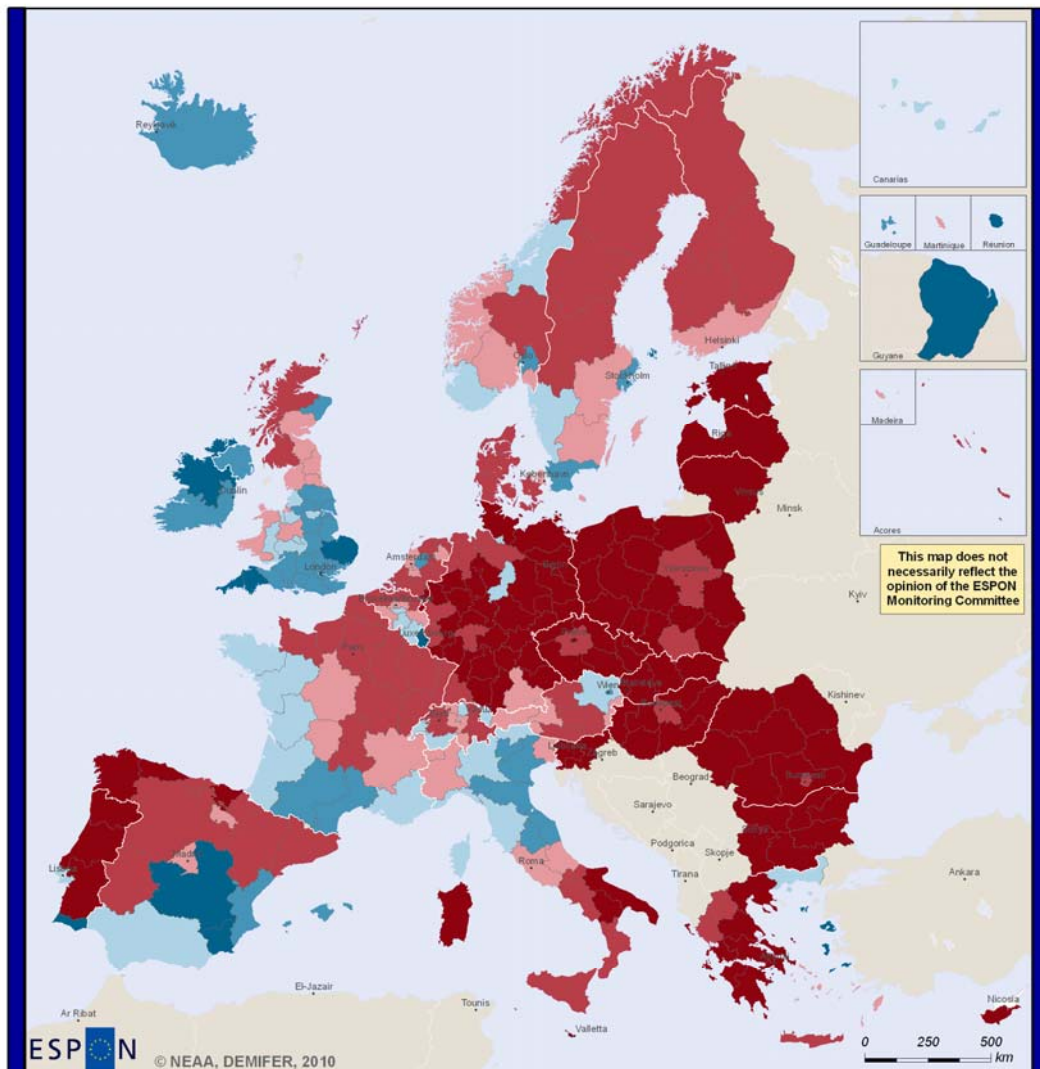 Reykjavik
Canarias
Guadeloupe
Martinique
Reunion
Guyane
Helsinki
Tallinn
Stockholm
Oslo
Riga
Madeira
Acores
København
Vilnius
Minsk
Dublin
London
Amsterdam
Berlin
Warszawa
Kyiv
This map does not
necessarily reflect the
opinion of the ESPON
Monitoring Committee
Paris
Wien
Bratislava
Budapest
Kishinev
Ljubljana
Zagreb
Beograd
Bucuresti
Sarajevo
Sofiya
Podgorica
Skopje
Tirana
Roma
Madrid
Lisboa
Ankara
El-Jazair
Tounis
Valletta
Nicosia
Ar Ribat
ESPON
© NEAA, DEMIFER, 2010
0 250 500
km